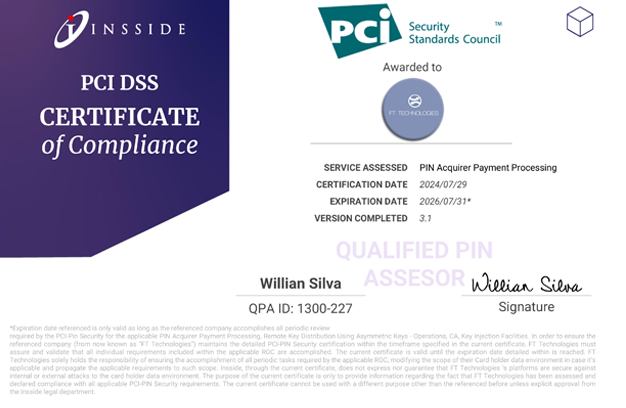 INSSIDE
PCI DSS
CERTIFICATE
of Compliance
PCI Security
Standards Council
TM
Awarded to
FT TECHNOLOGIES
SERVICE ASSESSED PIN Acquirer Payment Processing
CERTIFICATION DATE 2024/07/29
EXPIRATION DATE 2026/07/31*
VERSION COMPLETED 3.1
QUALIFIED PIN
ASSESOR
Willian Silva
Willian Silva
QPA ID: 1300-227
Signature
*Expiration date referenced is only valid as long as the referenced company accomplishes all periodic review
required by the PCI-Pin Security for the applicable PIN Acquirer Payment Processing, Remote Key Distribution Using Asymmetric Keys - Operations, CA, Key Injection Facilities. In order to ensure the
referenced company (from now known as "FT Technologies") maintains the detailed PCI-PIN Security certification within the timeframe specified in the current certificate. FT Technologies must
assure and validate that all individual requirements included within the applicable ROC are accomplished. The current certificate is valid until the expiration date detailed within is reached. FT
Technologies solely holds the responsibility of ensuring the accomplishment of all periodic tasks required by the applicable ROC, modifying the scope of their Card holder data environment in case it's
applicable and propagate the applicable requirements to such scope. Insside, through the current certificate, does not express nor guarantee that FT Technologies 's platforms are secure against
internal or external attacks to the card holder data environment. The purpose of the current certificate is only to provide information regarding the fact that FT Technologies has been assessed and
declared compliance with all applicable PCI-PIN Security requirements. The current certificate cannot be used with a different purpose other than the referenced before unless explicit approval from
the Insside legal department.